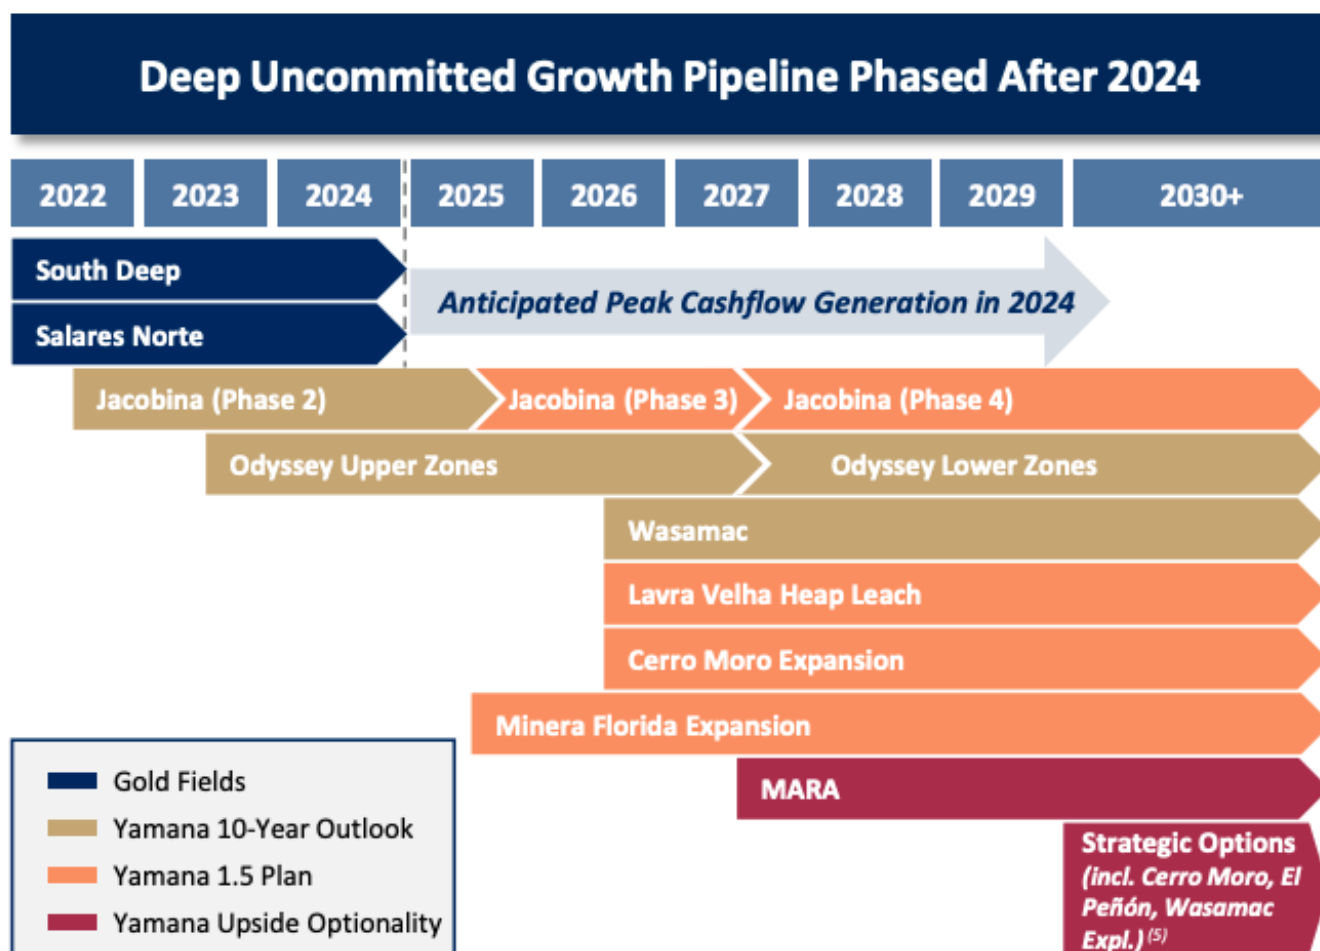 Deep Uncommitted Growth Pipeline Phased After 2024
2022 2023 2024 2025 2026 2027 2028 2029 2030+
South Deep
Anticipated Peak Cashflow Generation in 2024
Salares Norte
Jacobina (Phase 2) Jacobina (Phase 3) Jacobina (Phase 4)
Odyssey Upper Zones Odyssey Lower Zones
Wasamac
Lavra Velha Heap Leach
Cerro Moro Expansion
Minera Florida Expansion
MARA
Strategic Options
(incl. Cerro Moro, El
Peñón, Wasamac
Expl.) (5)
Gold Fields
Yamana 10-Year Outlook
Yamana 1.5 Plan
Yamana Upside Optionality